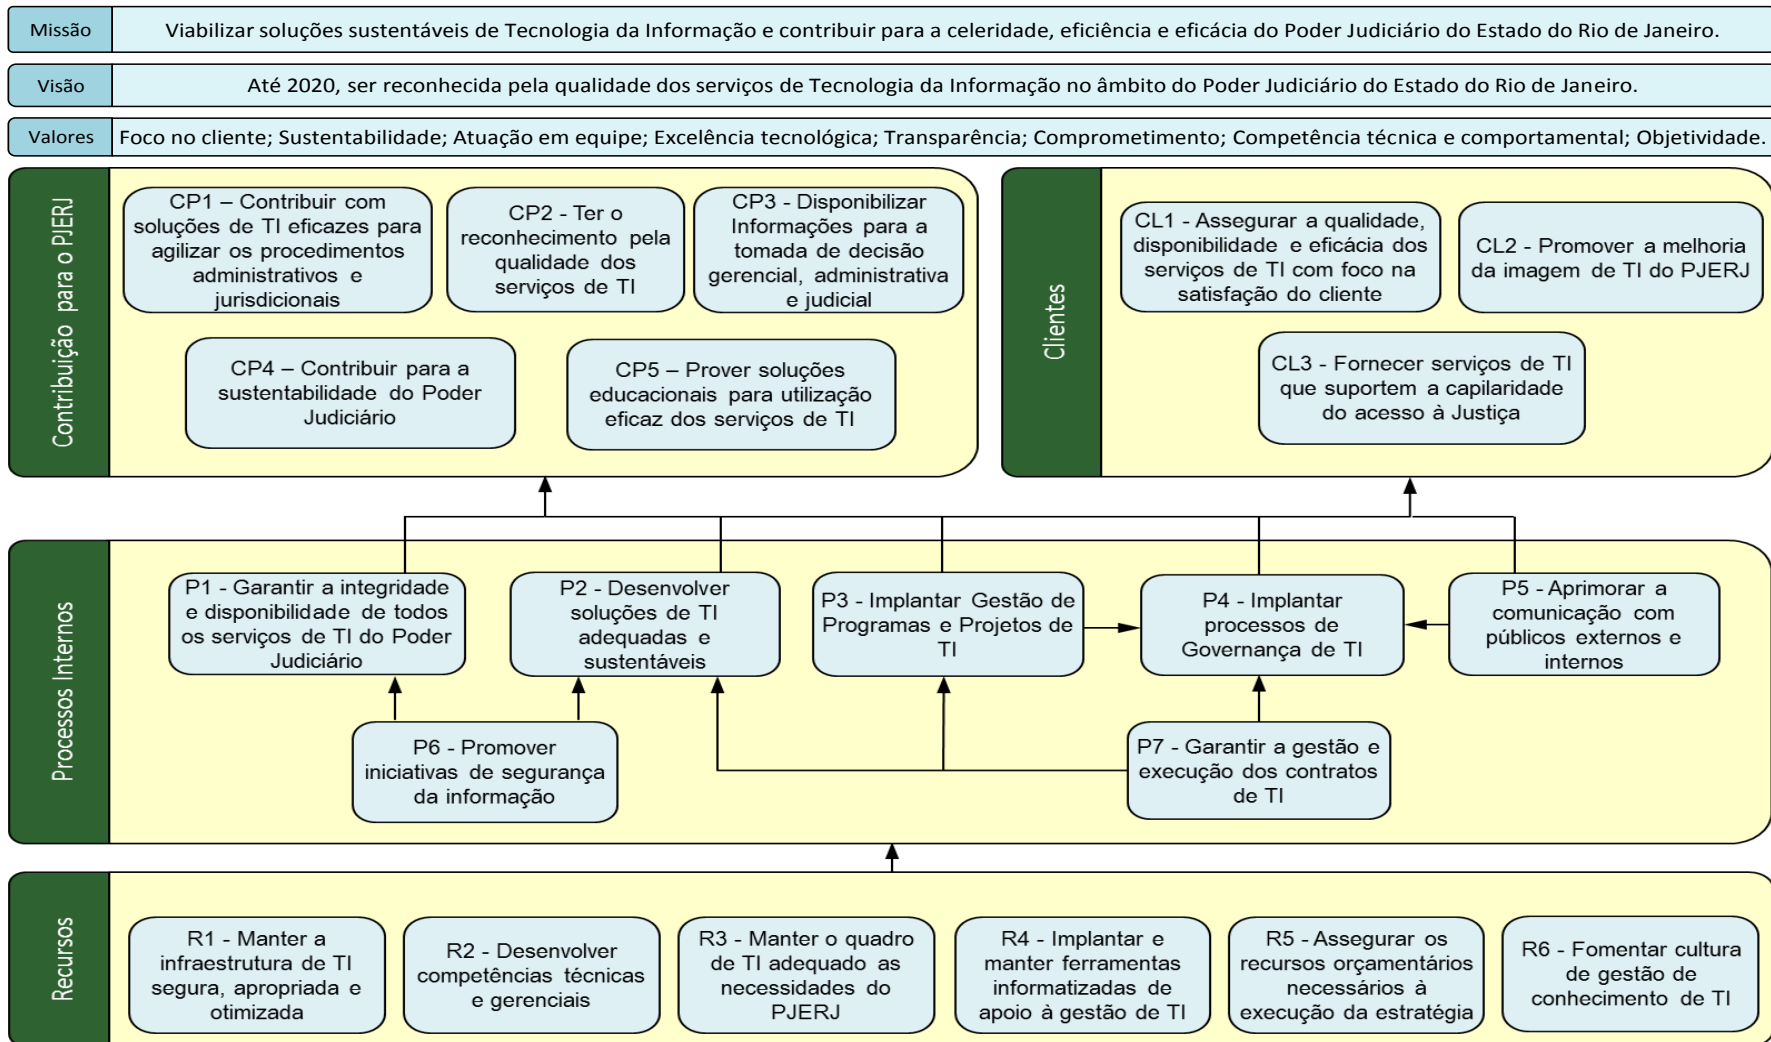 Missão
Viabilizar soluções sustentáveis de Tecnologia da Informação e contribuir para a celeridade, eficiência e eficácia do Poder Judiciário do Estado do Rio de Janeiro.
Visão
Até 2020, ser reconhecida pela qualidade dos serviços de Tecnologia da Informação no âmbito do Poder Judiciário do Estado do Rio de Janeiro.
Valores
Foco no cliente; Sustentabilidade; Atuação em equipe; Excelência tecnológica; Transparência; Comprometimento; Competência técnica e comportamental; Objetividade.
Contribuição para o PJERJ
CP1 – Contribuir com
soluções de TI eficazes para
agilizar os procedimentos
administrativos e
jurisdicionais
CP2 - Ter o
reconhecimento pela
qualidade dos
serviços de TI
CP3 - Disponibilizar
Informações para a
tomada de decisão
gerencial, administrativa
e judicial
CP4 – Contribuir para a
sustentabilidade do Poder
Judiciário
CP5 – Prover soluções
educacionais para utilização
eficaz dos serviços de TI
Clientes
CL1 - Assegurar a qualidade,
disponibilidade e eficácia dos
serviços de TI com foco na
satisfação do cliente
CL2 - Promover a melhoria
da imagem de TI do PJERJ
CL3 - Fornecer serviços de TI
que suportem a capilaridade
do acesso à Justiça
Processos Internos
P1 - Garantir a integridade
e disponibilidade de todos
os serviços de TI do Poder
Judiciário
P2 - Desenvolver
soluções de TI
adequadas e
sustentáveis
P3 - Implantar Gestão de
Programas e Projetos de
TI
P4 - Implantar
processos de
Governança de TI
P5 - Aprimorar a
comunicação com
públicos externos e
internos
P6 - Promover
iniciativas de segurança
da informação
P7 - Garantir a gestão e
execução dos contratos
de TI
Recursos
R1 - Manter a
infraestrutura de TI
segura, apropriada e
otimizada
R2 - Desenvolver
competências técnicas
e gerenciais
R3 - Manter o quadro
de TI adequado as
necessidades do
PJERJ
R4 - Implantar e
manter ferramentas
informatizadas de
apoio à gestão de TI
R5 - Assegurar os
recursos orçamentários
necessários à
execução da estratégia
R6 - Fomentar cultura
de gestão de
conhecimento de TI